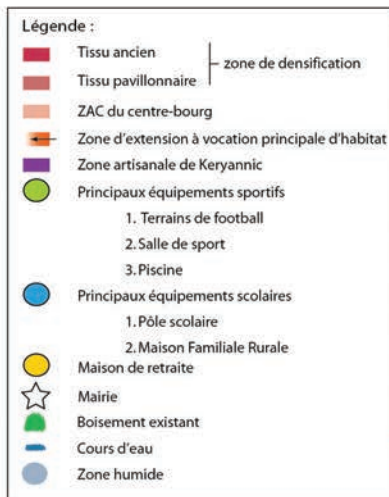 Légende :
Tissu ancien
zone de densification
Tissu pavillonnaire
ZAC du centre-bourg
Zone d'extension à vocation principale d'habitat
Zone artisanale de Keryannic
Principaux équipements sportifs
1. Terrains de football
2. Salle de sport
3. Piscine
Principaux équipements scolaires
1. Pôle scolaire
2. Maison Familiale Rurale
Maison de retraite
Mairie
Boisement existant
Cours d'eau
Zone humide